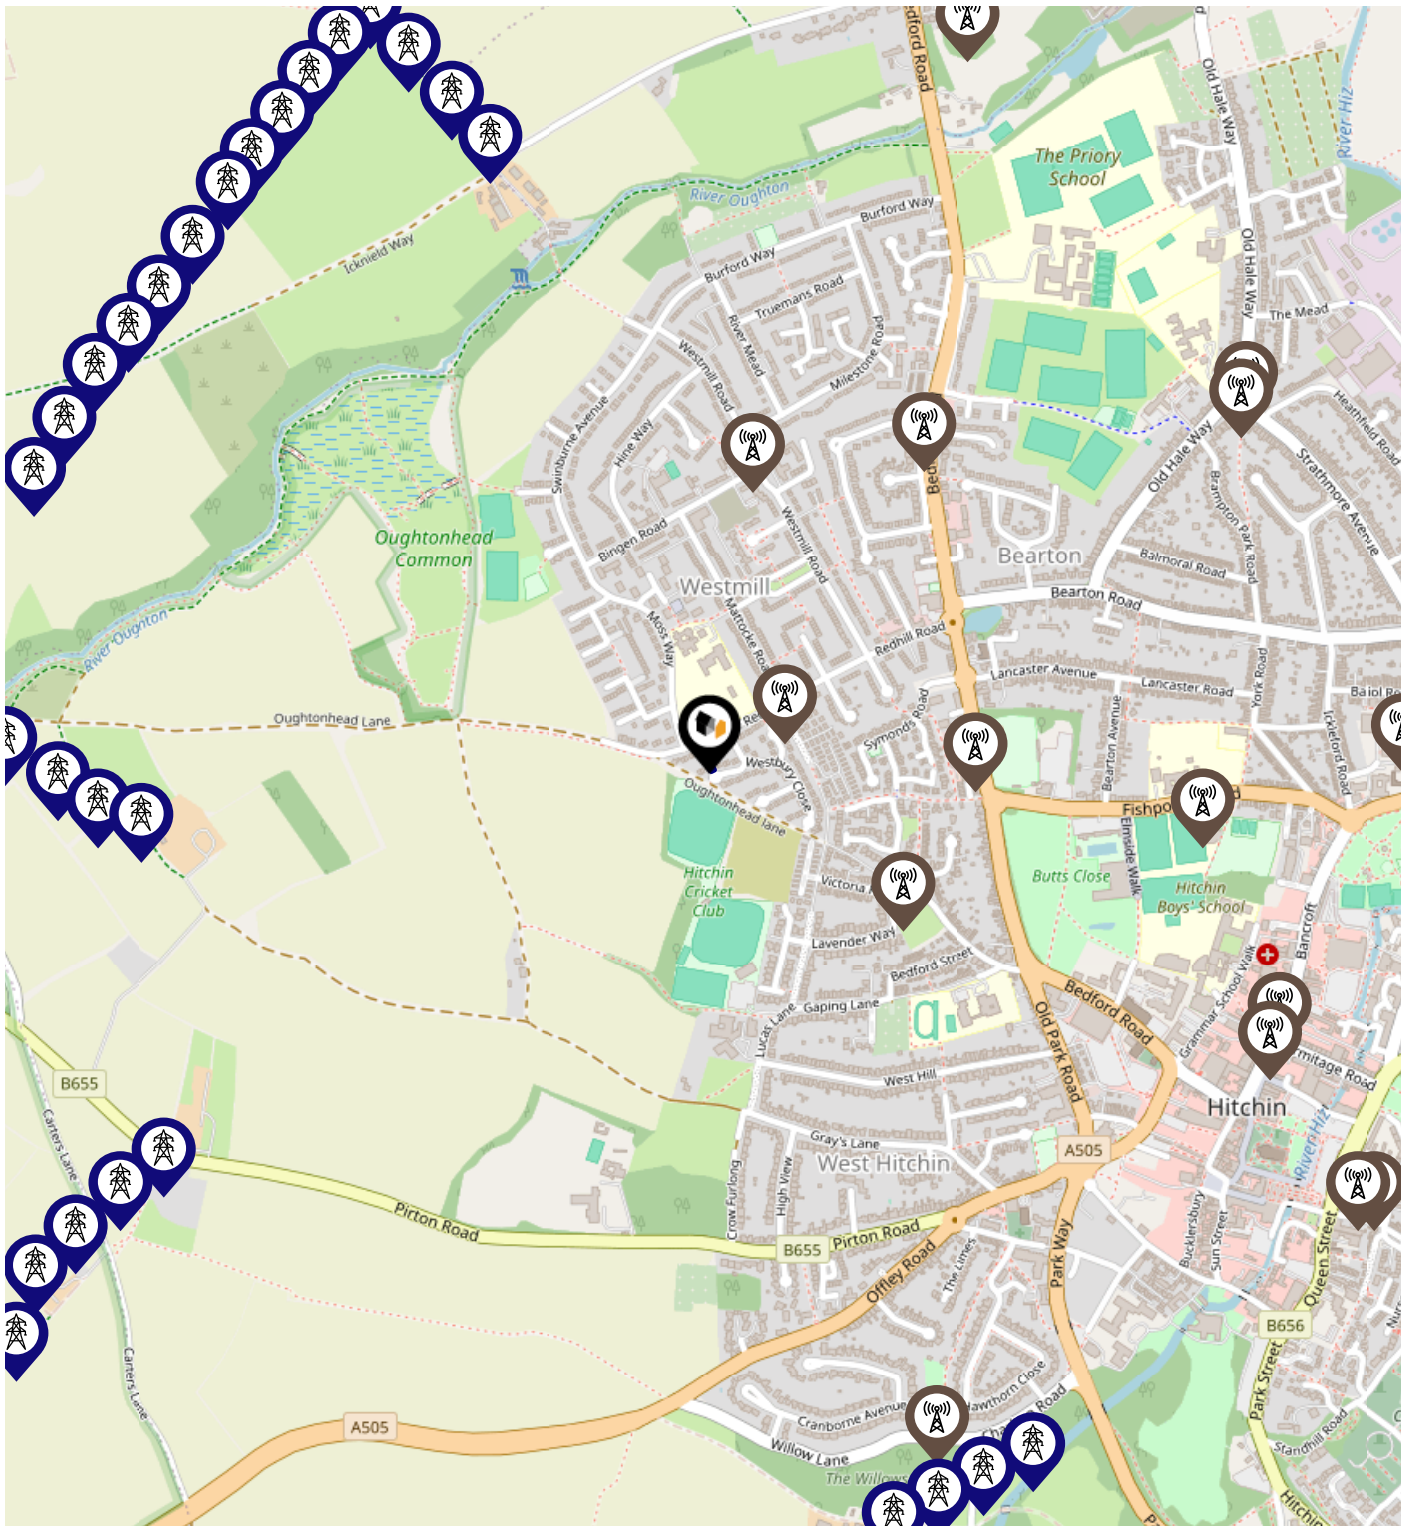 Old Hale Way
River Hiz
The Priory
School
River Oughton
Burford Way
Icknield Way
Burford Way
Old Hale Way
Truemans Road
The Mead
River Mead
Westmill Road
Milestone Road
Swinburne Avenue
Hine Way
Heathfield Road
Old Hale Way
Strathmore Avenue
Brampton Park Road
Bingen Road
Westmill Road
Oughtonhead
Common
Bearton
Balmoral Road
Westmill
Bearton Road
River Oughton
Moss Way
Redhill Road
Lancaster Avenue
Lancaster Road
York Road
Oughtonhead Lane
Symonds Road
Bearton Avenue
Ickleford Road
Westbury Close
Oughtonhead lane
Elmside Walk
Hitchin
Cricket
Club
Victoria
Butts Close
Hitchin
Boys' School
Bancroft
Lavender Way
Bedford Street
Grammar School Walk
Gaping Lane
Bedford Road
Lucas Lane
Old Park Road
West Hill
B655
Hitchin
Carters Lane
Gray's Lane
West Hitchin
A505
River Hiz
Crow Furlong
High View
Pirton Road
B655
Pirton Road
Bucklersbury
Sun Street
Queen Street
Offley Road
The Limes
Park Way
B656
Carters Lane
Park Street
Hawthorn Close
Cranborne Avenue
A505
Willow Lane
Standhill Road
The Willows